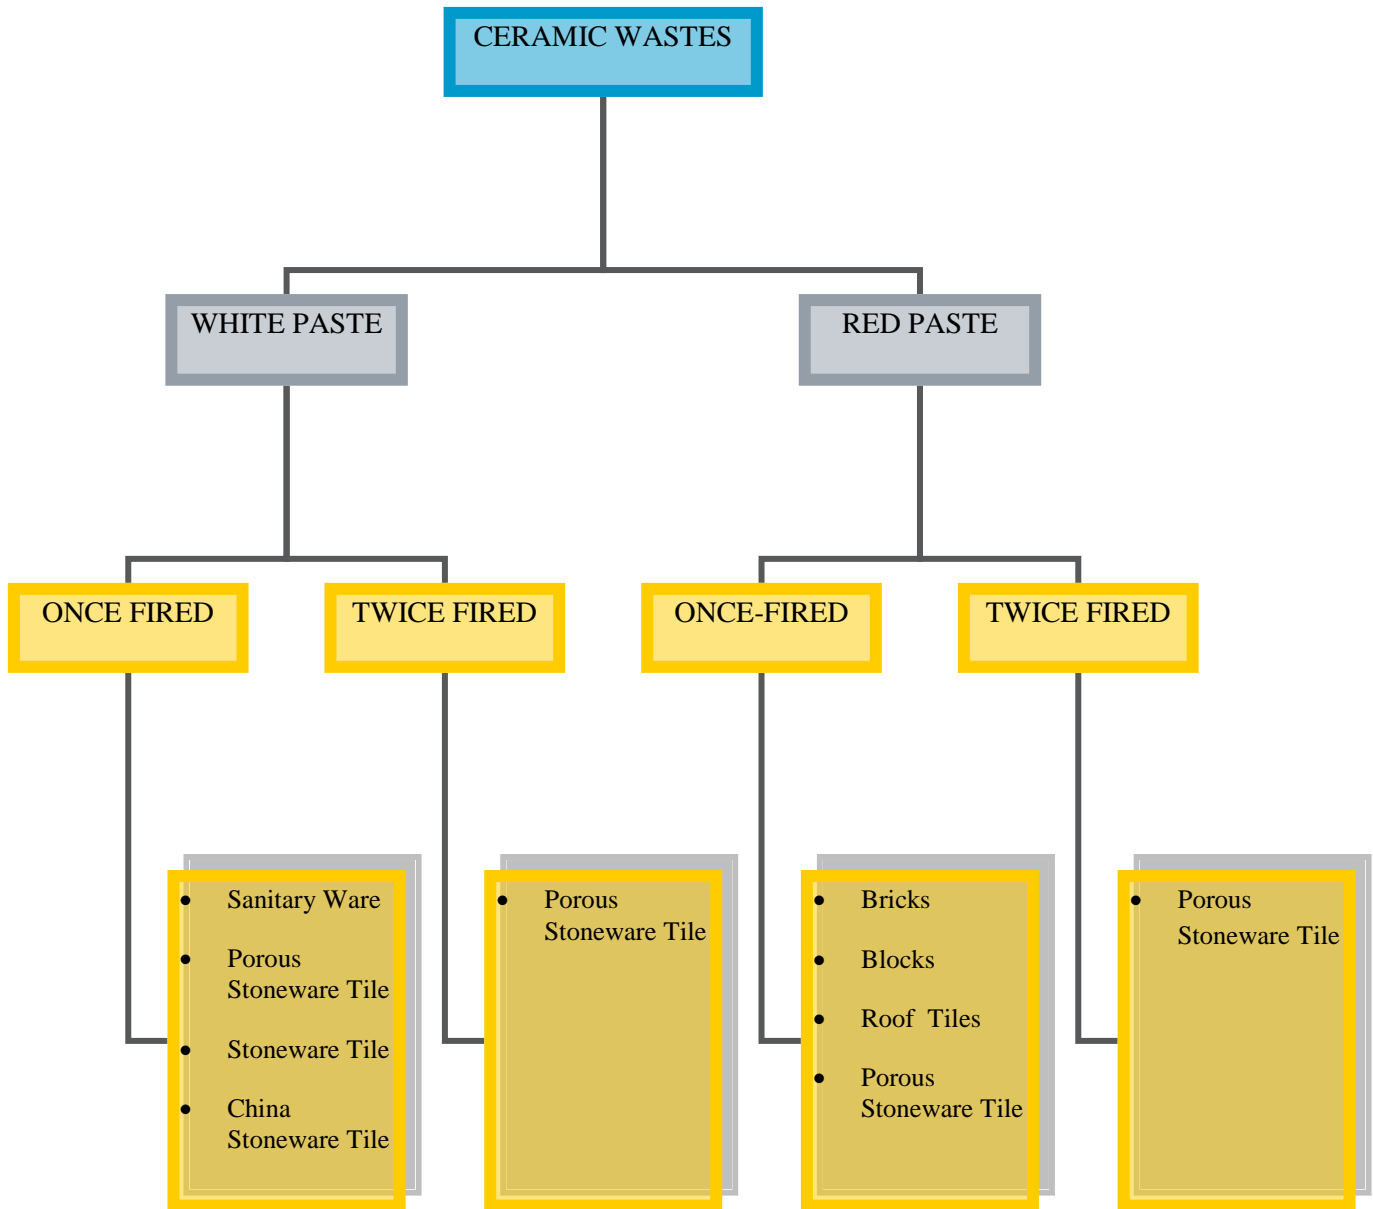 CERAMIC WASTES
WHITE PASTE
RED PASTE
ONCE FIRED
TWICE FIRED
ONCE-FIRED
TWICE FIRED
• Sanitary Ware
• Porous
Stoneware Tile
• Stoneware Tile
• China
Stoneware Tile
• Porous
Stoneware Tile
• Bricks
• Blocks
• Roof Tiles
• Porous
Stoneware Tile
• Porous
Stoneware Tile